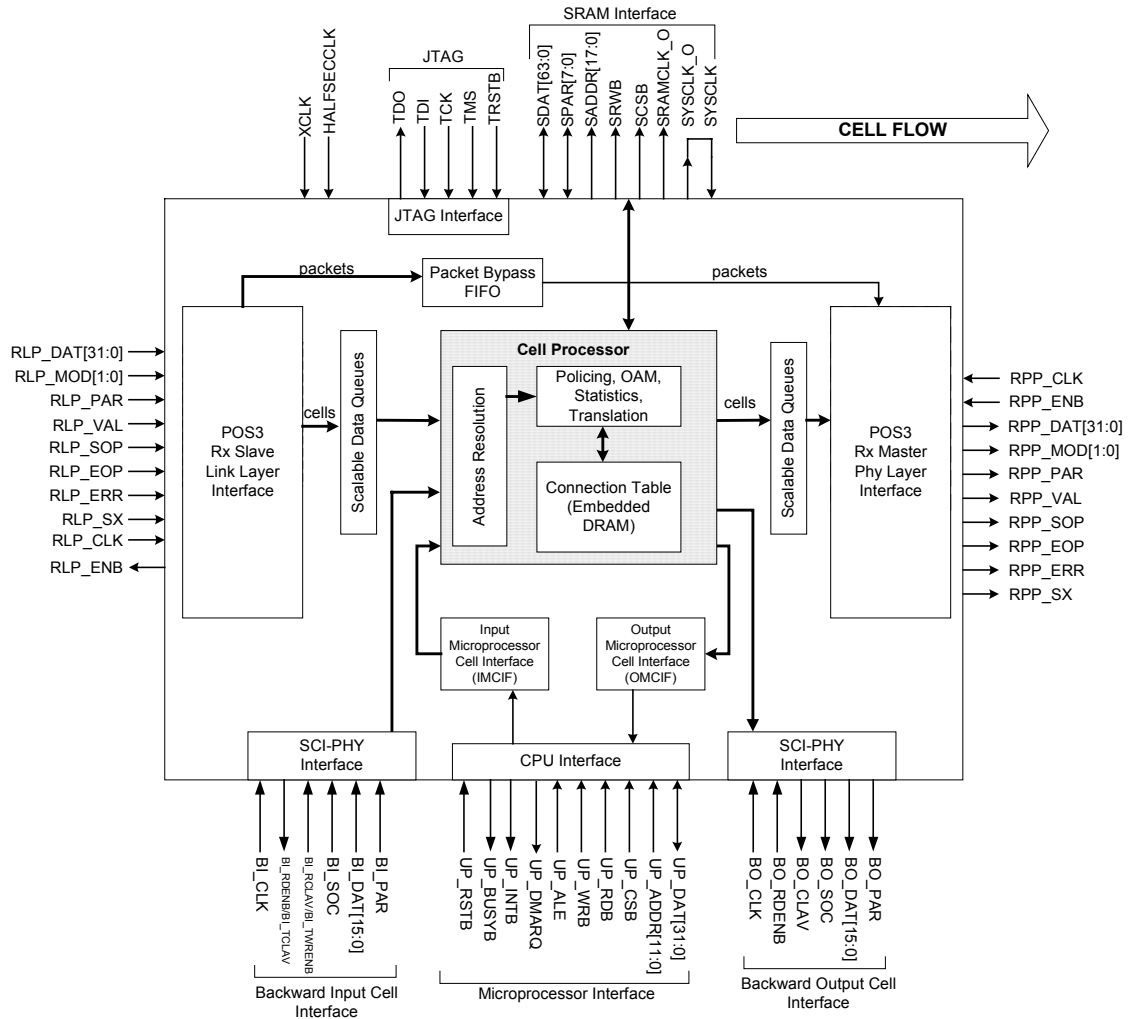 SRAM Interface
JTAG
XCLK
HALFSECCLK
TDO
TDI
TCK
TMS
TRSTB
SDAT[63:0]
SPAR[7:0]
SADDR[17:0]
SRWB
SCSB
SRAMCLK_O
SYSCLK_O
SYSCLK
CELL FLOW
JTAG Interface
packets
Packet Bypass
FIFO
packets
RLP_DAT[31:0]
RLP_MOD[1:0]
RLP_PAR
RLP_VAL
RLP_SOP
RLP_EOP
RLP_ERR
RLP_SX
RLP_CLK
RLP_ENB
POS3
Rx Slave
Link Layer
Interface
cells
Scalable Data Queues
Cell Processor
Address Resolution
Policing, OAM,
Statistics,
Translation
Connection Table
(Embedded
DRAM)
cells
Scalable Data Queues
POS3
Rx Master
Phy Layer
Interface
RPP_CLK
RPP_ENB
RPP_DAT[31:0]
RPP_MOD[1:0]
RPP_PAR
RPP_VAL
RPP_SOP
RPP_EOP
RPP_ERR
RPP_SX
Input
Microprocessor
Cell Interface
(IMCIF)
Output
Microprocessor
Cell Interface
(OMCIF)
SCI-PHY
Interface
CPU Interface
SCI-PHY
Interface
BI_CLK
BI_RDENB/BI_TCLAV
BI_RCLAV/BI_TWRENB
BI_SOC
BI_DAT[15:0]
BI_PAR
UP_RSTB
UP_BUSYB
UP_INTB
UP_DMARQ
UP_ALE
UP_WRB
UP_RDB
UP_CSB
UP_ADDR[11:0]
UP_DAT[31:0]
BO_CLK
BO_RDENB
BO_CLAV
BO_SOC
BO_DAT[15:0]
BO_PAR
Backward Input Cell
Interface
Microprocessor Interface
Backward Output Cell
Interface